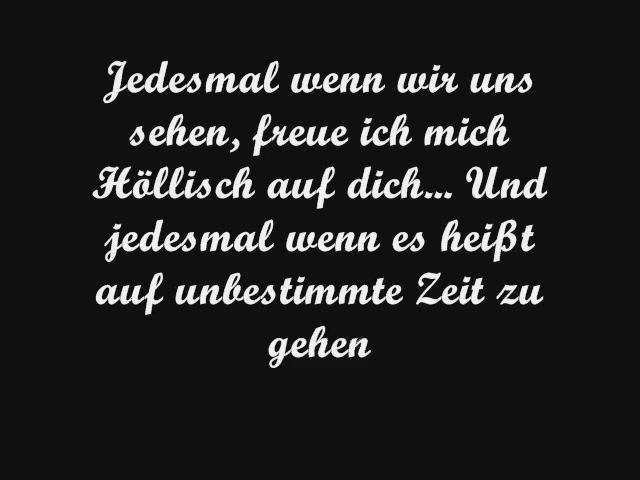 Jedesmal wenn wir uns
sehen, freue ich mich
Höllisch auf dich... Und
jedesmal wenn es heißt
auf unbestimmte Zeit zu
gehen